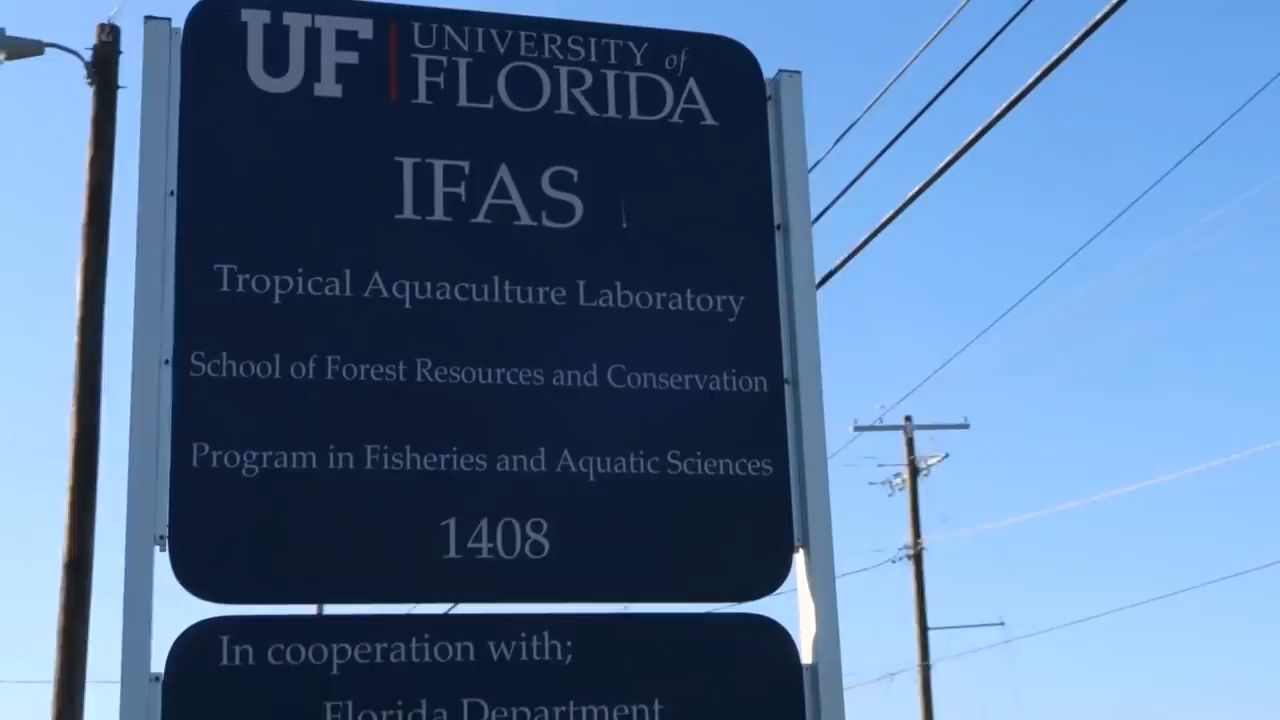 UF | UNIVERSITY of
FLORIDA
IFAS
Tropical Aquaculture Laboratory
School of Forest Resources and Conservation
Program in Fisheries and Aquatic Sciences
1408
In cooperation with;
Florida Department